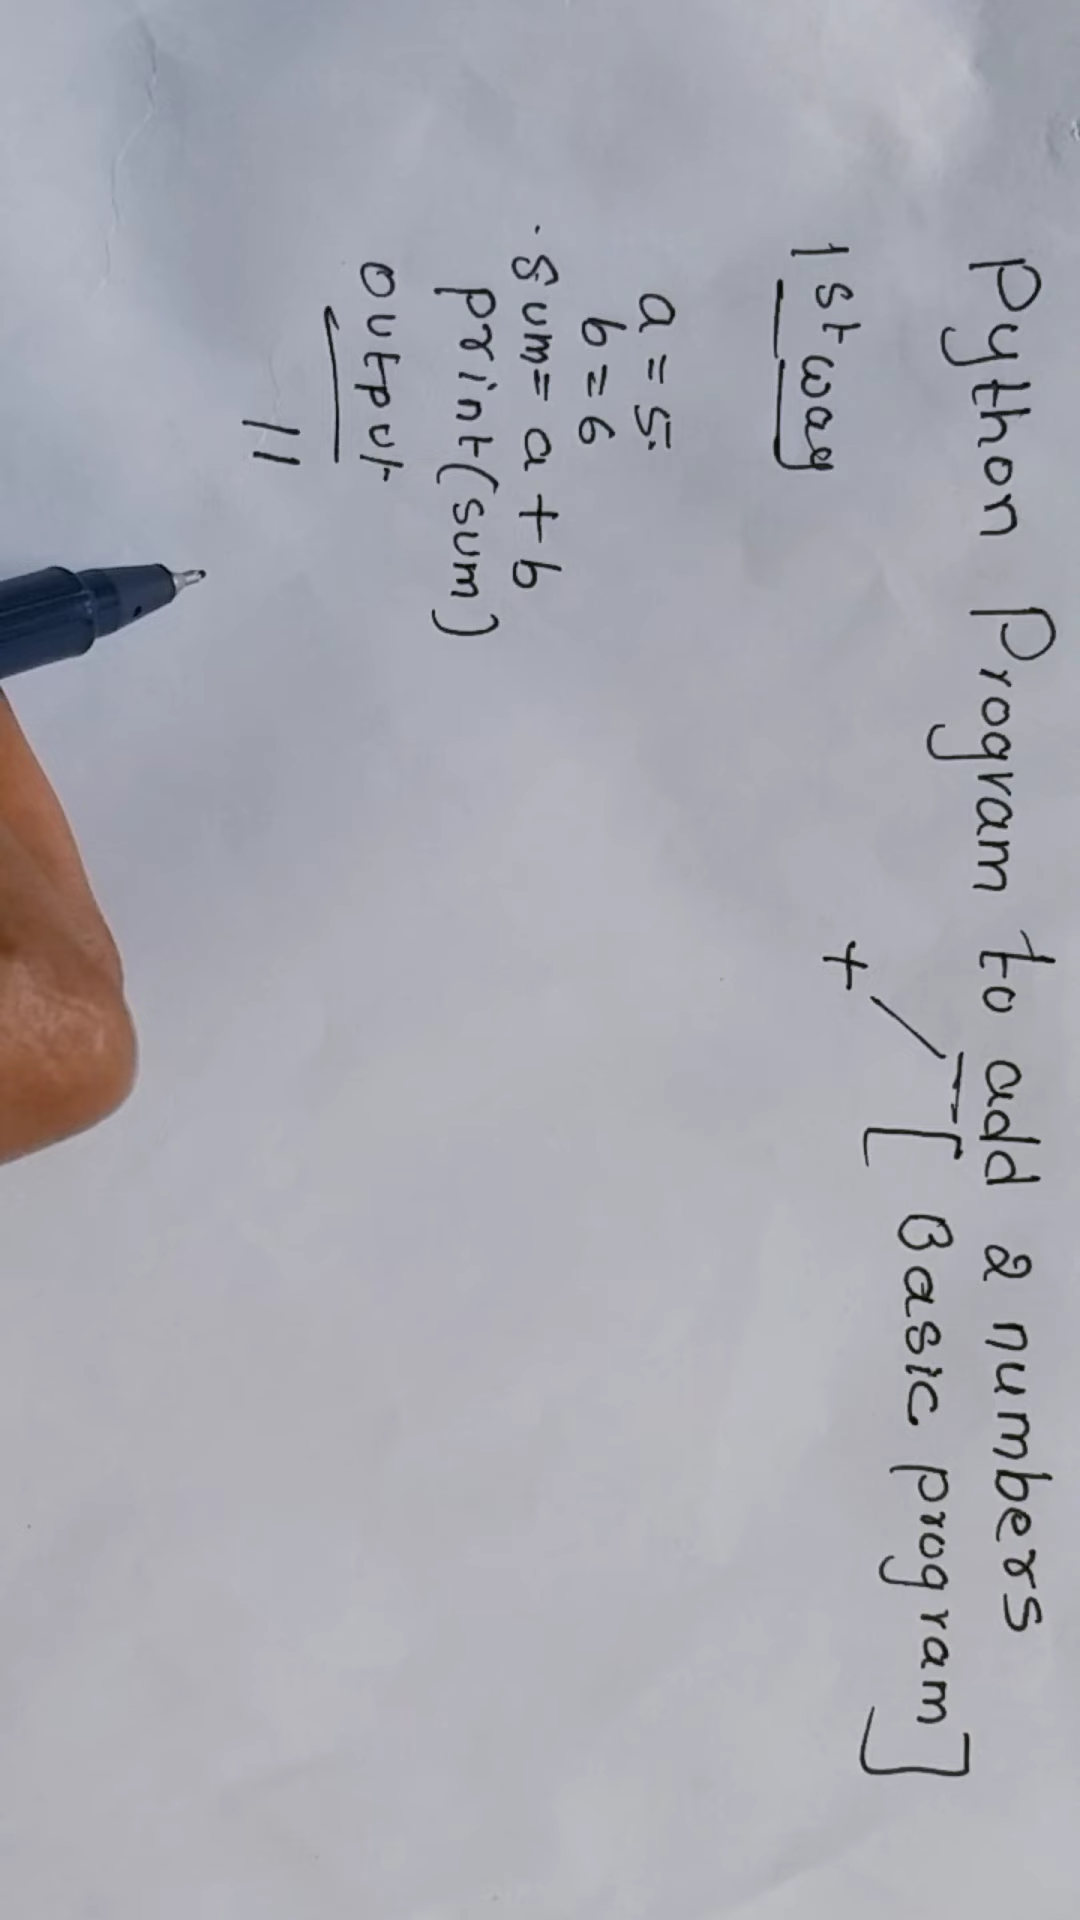 Python Program to add 2 numbers
+ [Basic program]
1st way
a = 5
b = 6
sum = a + b
print(sum)
output
11